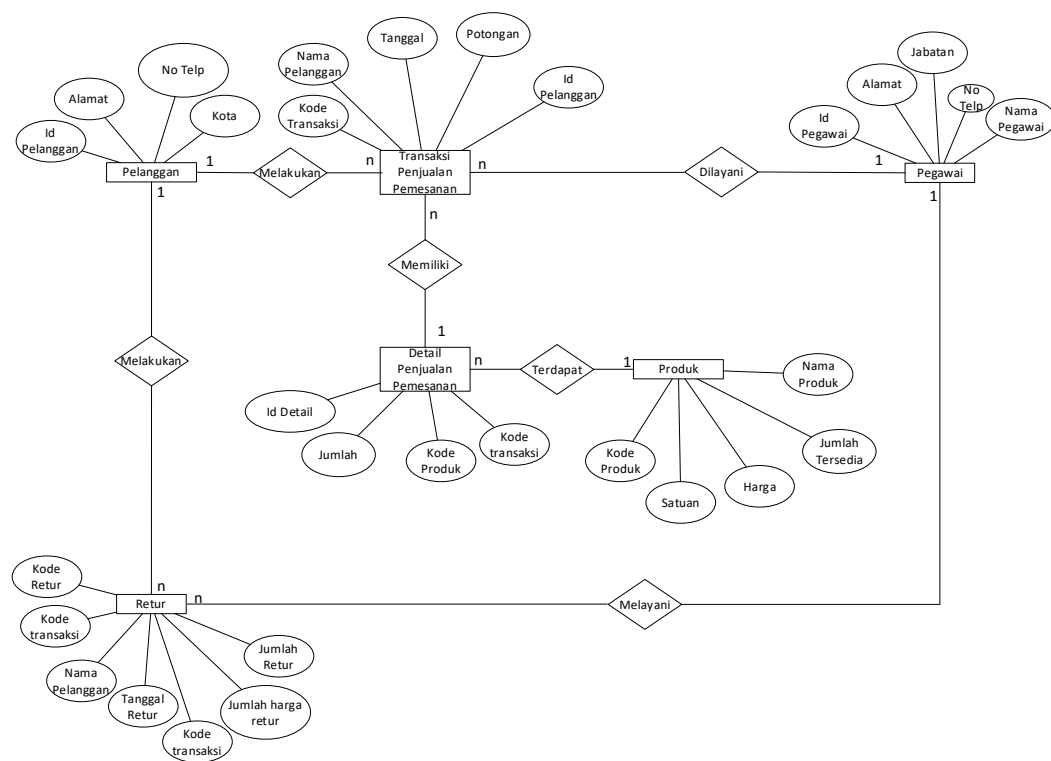 Potongan
Tanggal
Nama
Pelanggan
Id
Pelanggan
Kode
Transaksi
No Telp
Alamat
Kota
Id
Pelanggan
Jabatan
Alamat
No
Telp
Id
Pegawai
Nama
Pegawai
Pelanggan
1
Melakukan
n
Transaksi
Penjualan
Pemesanan
n
Dilayani
1
Pegawai
1
n
1
Memiliki
1
Melakukan
Detail
Penjualan
Pemesanan
n
Terdapat
1
Produk
Nama
Produk
Id Detail
Jumlah
Kode
Produk
Kode
transaksi
Kode
Produk
Satuan
Harga
Jumlah
Tersedia
n
Retur
n
Melayani
Kode
Retur
Kode
transaksi
Nama
Pelanggan
Tanggal
Retur
Kode
transaksi
Jumlah harga
retur
Jumlah
Retur